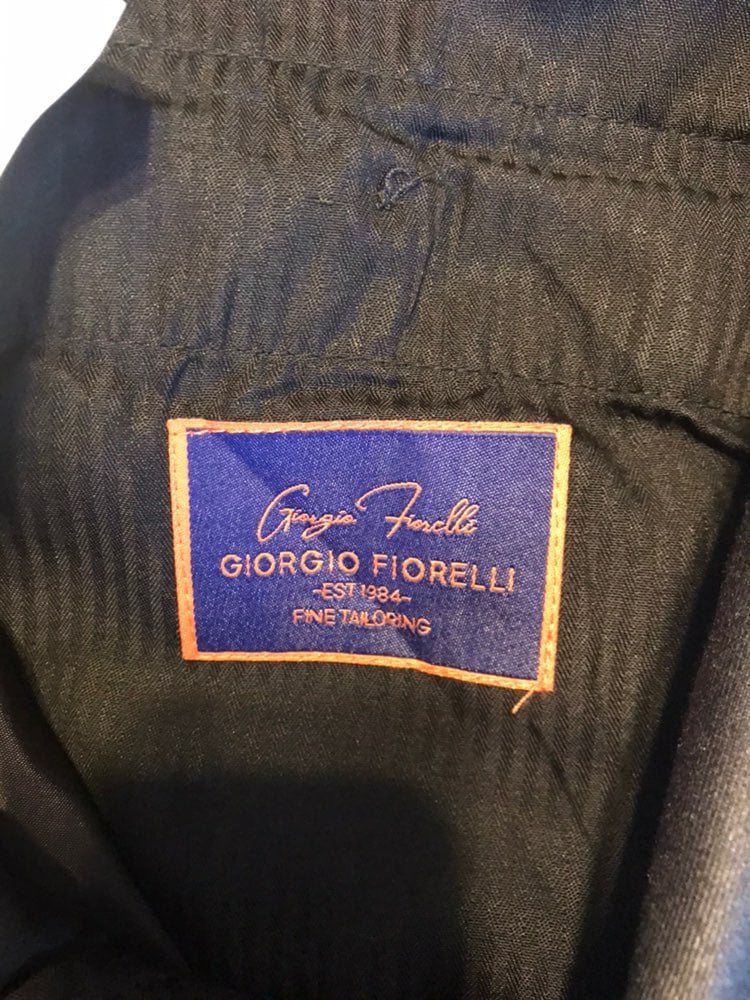 Giorgio Fiorelli
GIORGIO FIORELLI
-EST 1984-
FINE TAILORING